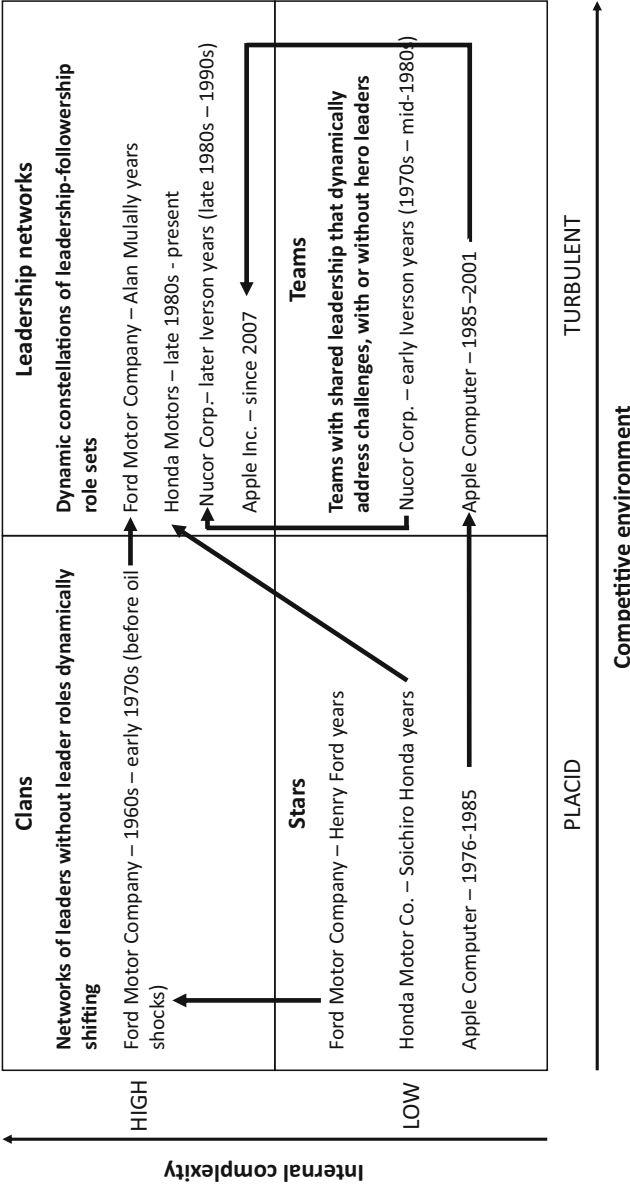 Internal complexity
HIGH
LOW
Clans
Networks of leaders without leader roles dynamically
shifting
Ford Motor Company – 1960s – early 1970s (before oil
shocks)
Leadership networks
Dynamic constellations of leadership-followership
role sets
Ford Motor Company – Alan Mulally years
Honda Motors – late 1980s - present
Nucor Corp.– later Iverson years (late 1980s – 1990s)
Apple Inc. – since 2007
Stars
Ford Motor Company – Henry Ford years
Honda Motor Co. – Soichiro Honda years
Apple Computer – 1976-1985
Teams
Teams with shared leadership that dynamically
address challenges, with or without hero leaders
Nucor Corp. – early Iverson years (1970s – mid-1980s)
Apple Computer – 1985–2001
PLACID
TURBULENT
Competitive environment